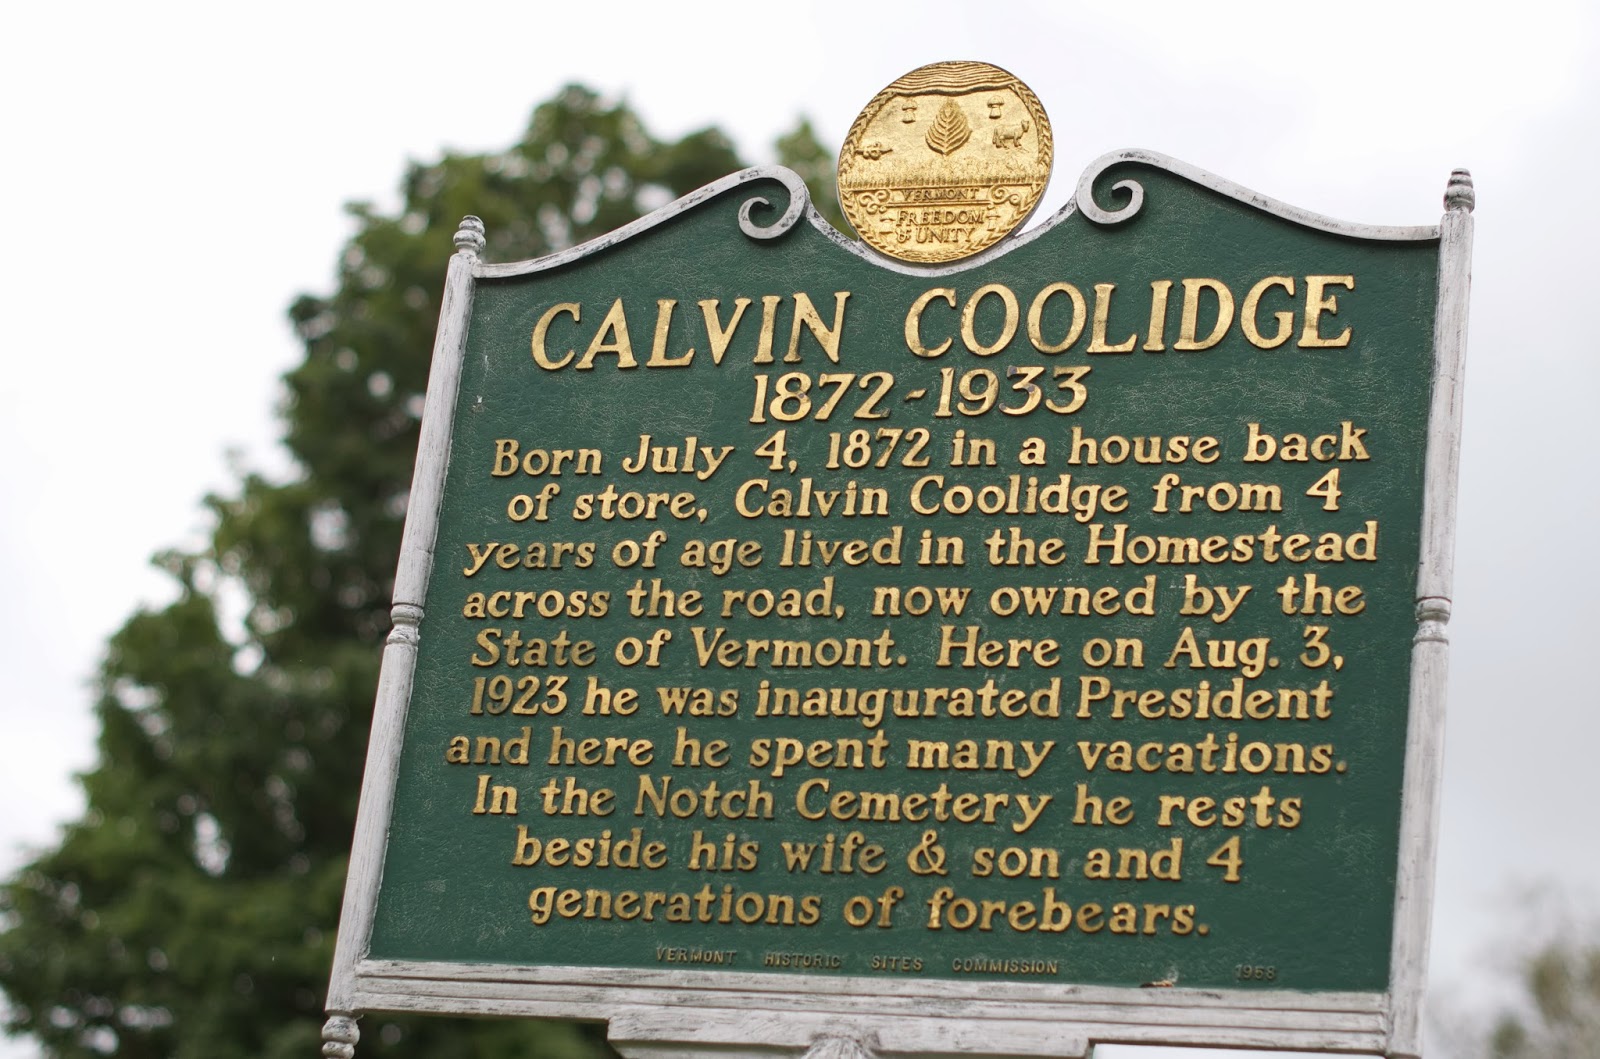 VERMONT
FREEDOM
& UNITY
CALVIN COOLIDGE
1872-1933
Born July 4, 1872 in a house back
of store, Calvin Coolidge from 4
years of age lived in the Homestead
across the road, now owned by the
State of Vermont. Here on Aug. 3,
1923 he was inaugurated President
and here he spent many vacations.
In the Notch Cemetery he rests
beside his wife & son and 4
generations of forebears.
VERMONT HISTORIC SITES COMMISSION 1958